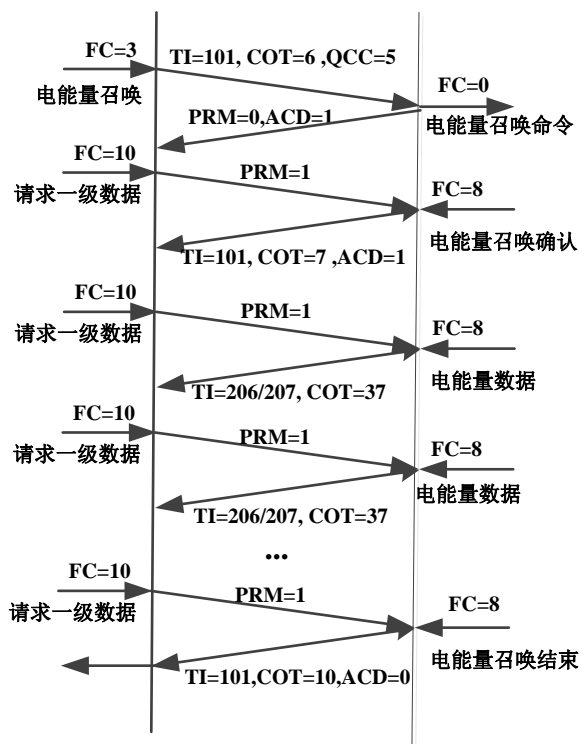 FC=3
TI=101, COT=6 ,QCC=5
FC=0
电能量召唤
PRM=0,ACD=1
电能量召唤命令
FC=10
PRM=1
FC=8
请求一级数据
电能量召唤确认
TI=101, COT=7 ,ACD=1
FC=10
PRM=1
FC=8
请求一级数据
电能量数据
TI=206/207, COT=37
FC=10
PRM=1
FC=8
请求一级数据
电能量数据
TI=206/207, COT=37
...
FC=10
PRM=1
FC=8
请求一级数据
电能量召唤结束
TI=101,COT=10,ACD=0